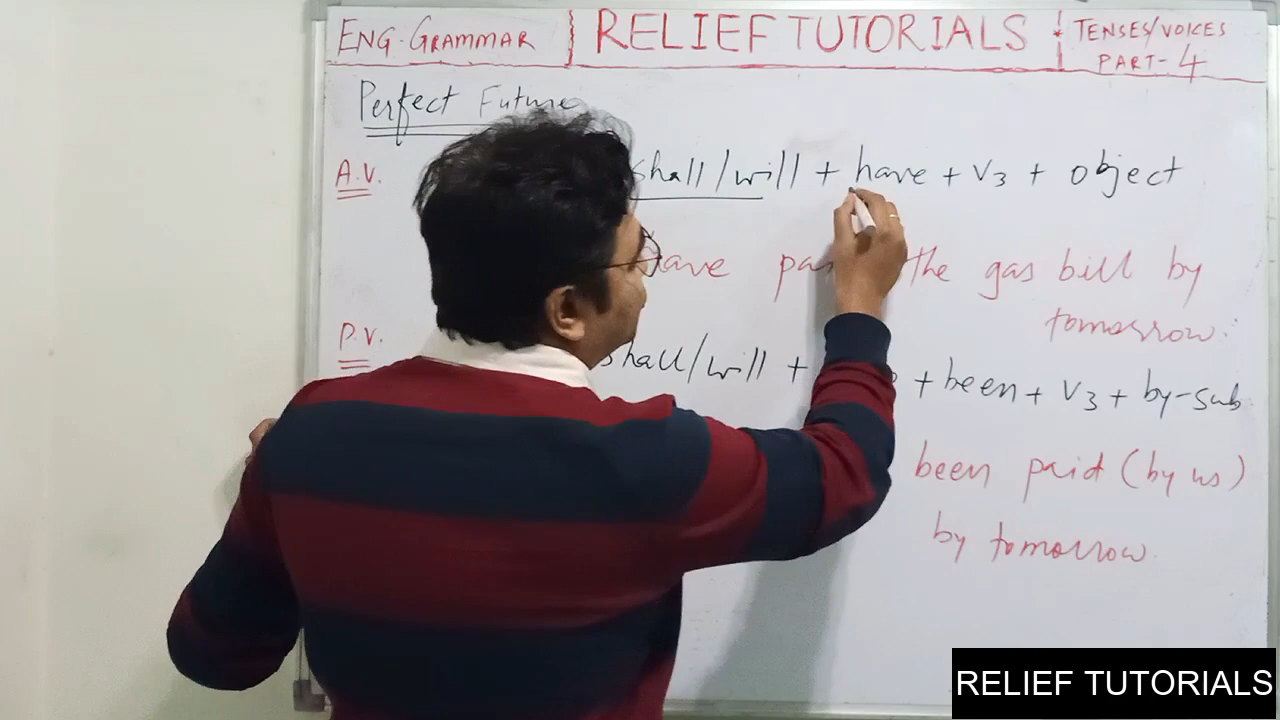 ENG. GRAMMAR RELIEF TUTORIALS TENSES/VOICES
PART-4
Perfect Future
A.V. shall/will + have + V3 + object
have the gas bill by
tomorrow.
P.V. shall/will + + been + V3 + by-sub
been paid (by us)
by tomorrow.
RELIEF TUTORIALS